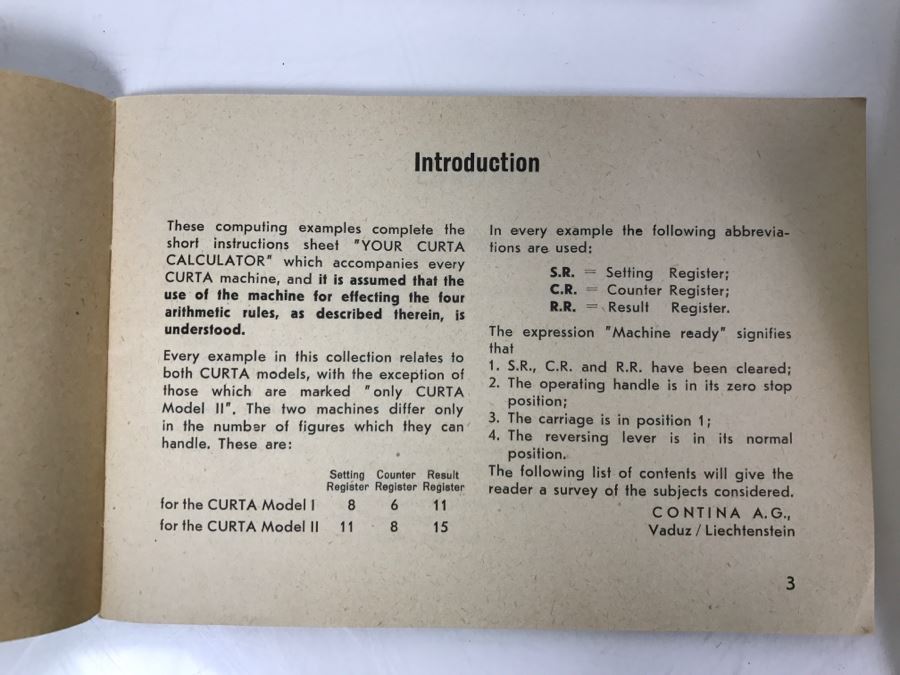 Introduction
These computing examples complete the
short instructions sheet "YOUR CURTA
CALCULATOR" which accompanies every
CURTA machine, and it is assumed that the
use of the machine for effecting the four
arithmetic rules, as described therein, is
understood.
Every example in this collection relates to
both CURTA models, with the exception of
those which are marked "only CURTA
Model II". The two machines differ only
in the number of figures which they can
handle. These are:
Setting Counter Result
Register Register Register
for the CURTA Model I 8 6 11
for the CURTA Model II 11 8 15
In every example the following abbrevia-
tions are used:
S.R. = Setting Register;
C.R. = Counter Register;
R.R. = Result Register.
The expression "Machine ready" signifies
that
1. S.R., C.R. and R.R. have been cleared;
2. The operating handle is in its zero stop
position;
3. The carriage is in position 1;
4. The reversing lever is in its normal
position.
The following list of contents will give the
reader a survey of the subjects considered.
CONTINA A.G.,
Vaduz / Liechtenstein
3